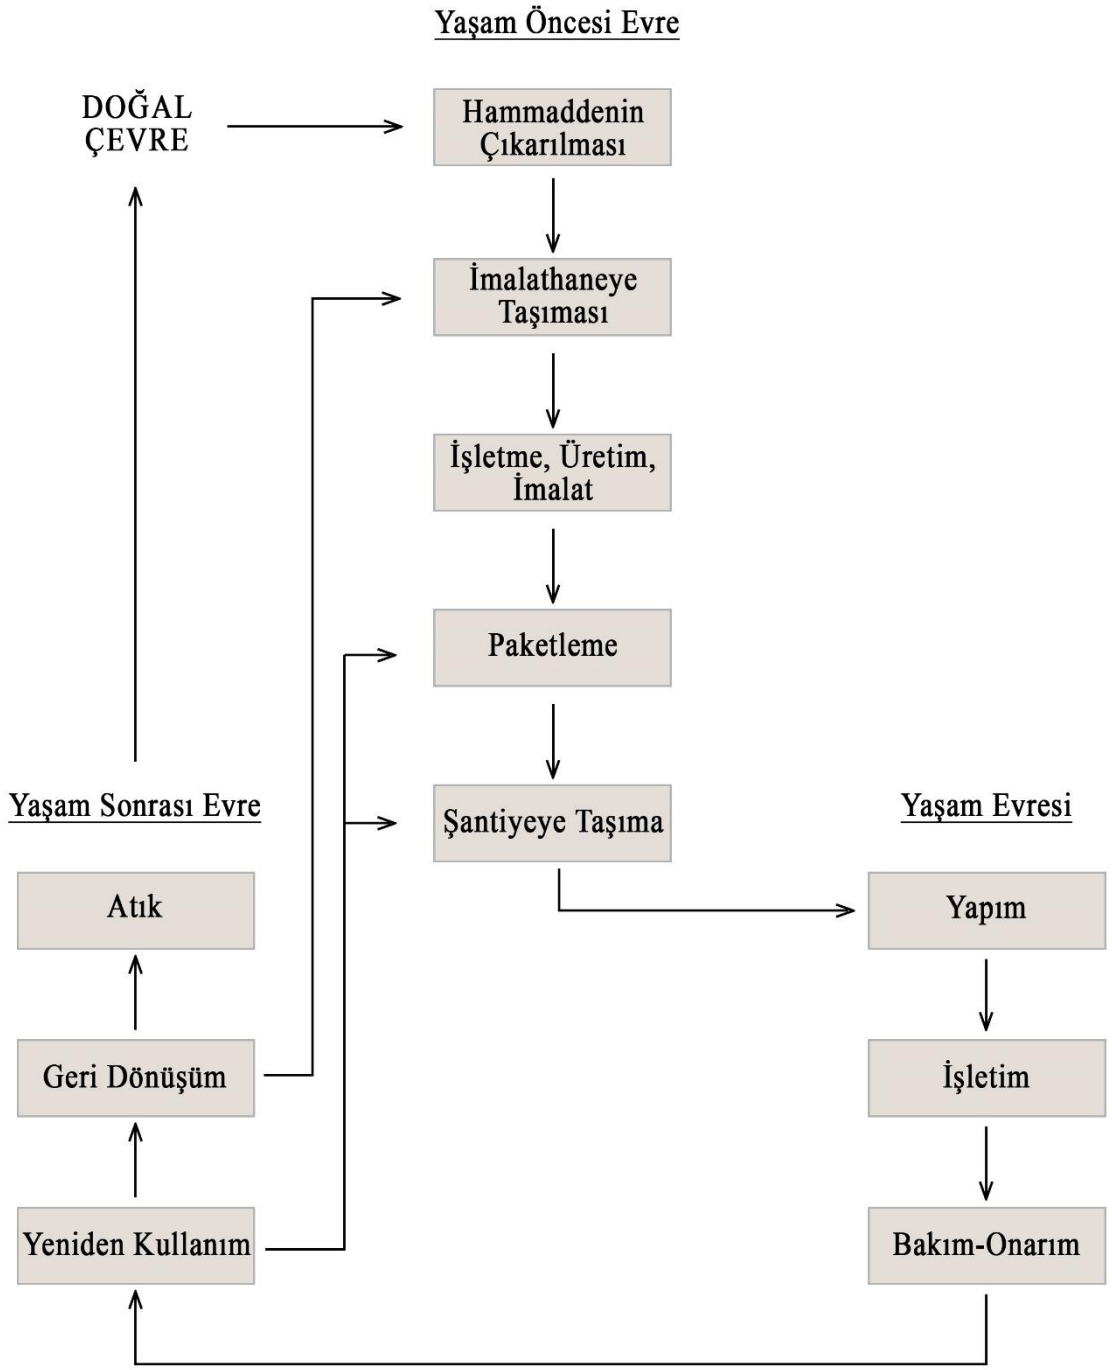 Yaşam Öncesi Evre
DOĞAL
ÇEVRE
Hammaddenin
Çıkarılması
İmalathaneye
Taşıması
İşletme, Üretim,
İmalat
Paketleme
Şantiyeye Taşıma
Yaşam Sonrası Evre
Atık
Geri Dönüşüm
Yeniden Kullanım
Yaşam Evresi
Yapım
İşletim
Bakım-Onarım